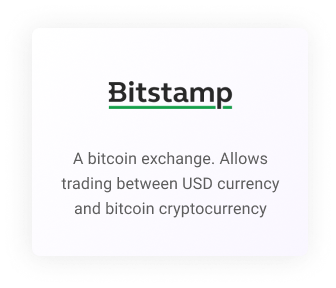 Bitstamp
A bitcoin exchange. Allows
trading between USD currency
and bitcoin cryptocurrency